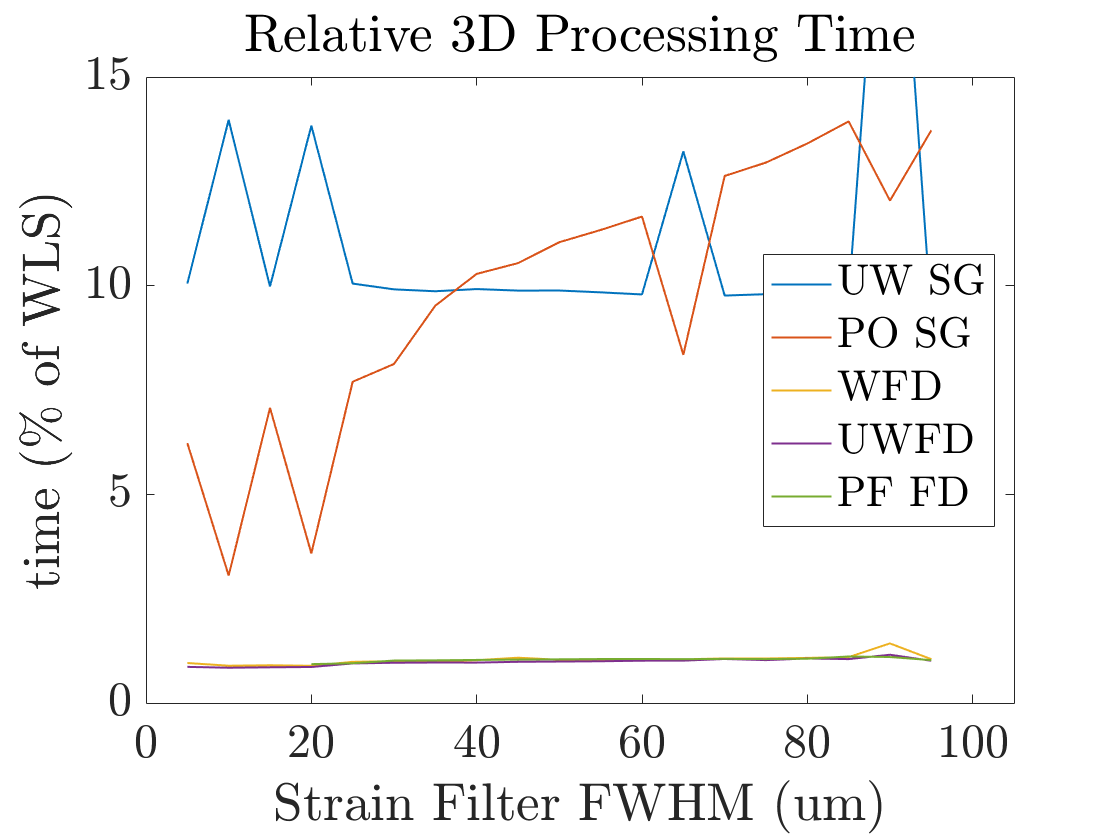 Relative 3D Processing Time
15
10
5
0
time (% of WLS)
UW SG
PO SG
WFD
UWFD
PF FD
0 20 40 60 80 100
Strain Filter FWHM (um)